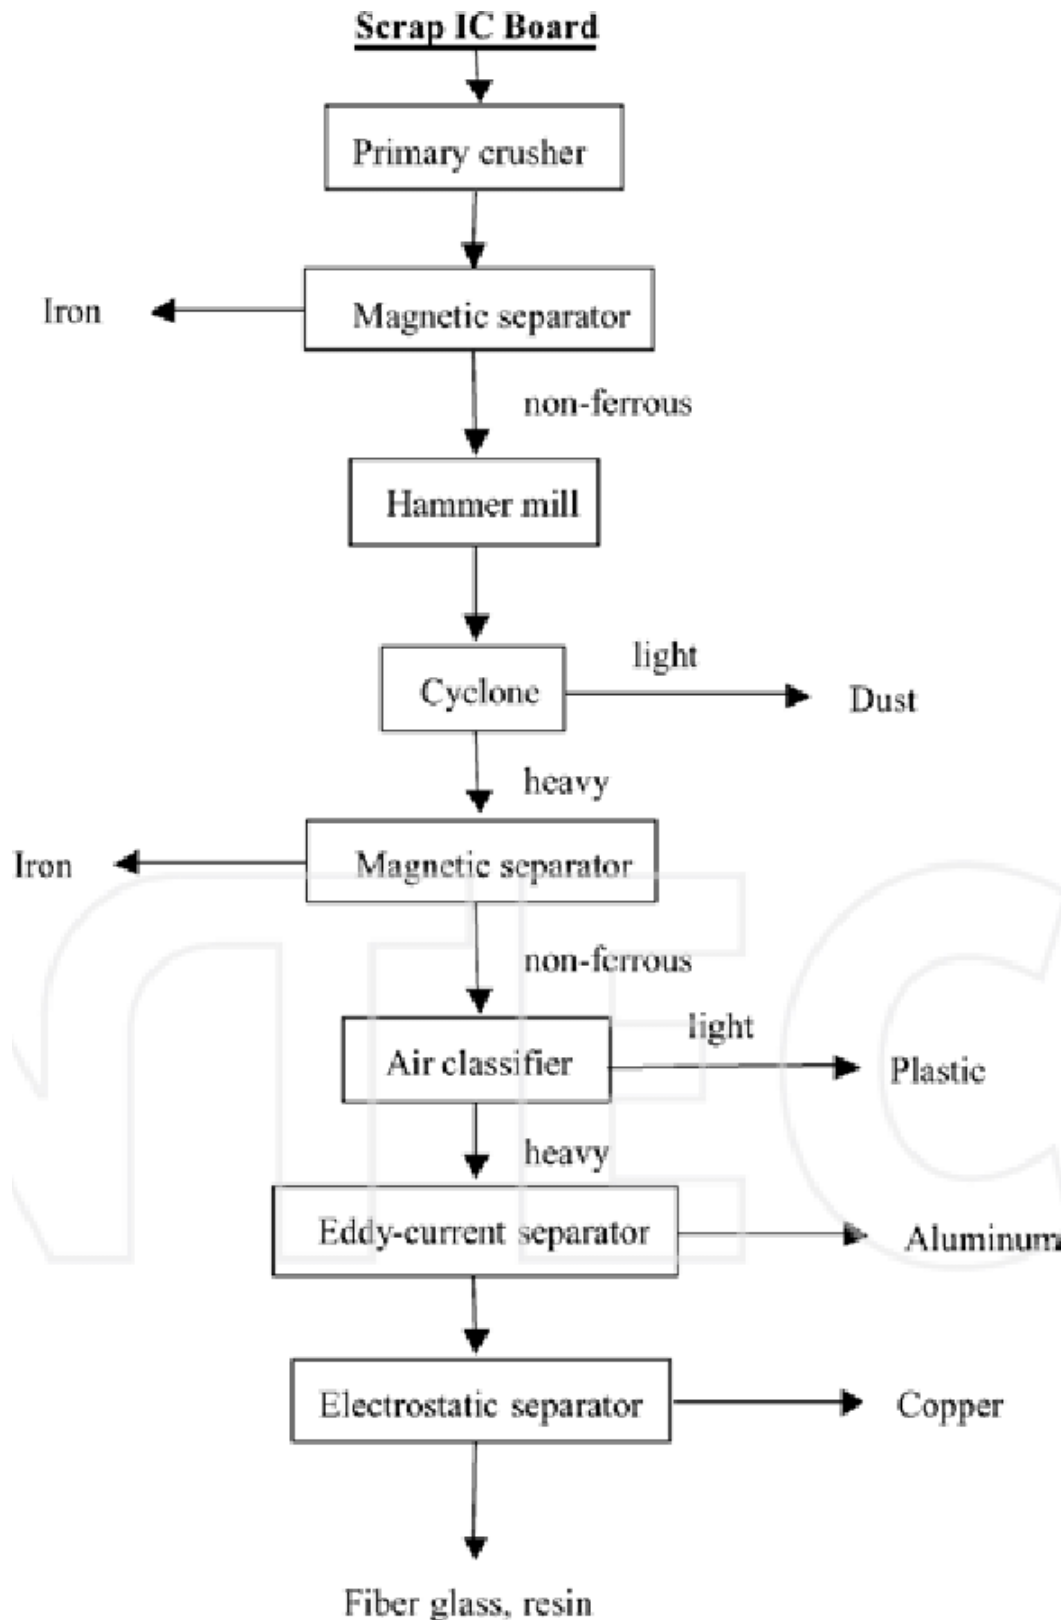 Scrap IC Board
Primary crusher
Iron
Magnetic separator
non-ferrous
Hammer mill
light
Cyclone
Dust
heavy
Iron
Magnetic separator
non-ferrous
light
Air classifier
Plastic
heavy
Eddy-current separator
Aluminum
Electrostatic separator
Copper
Fiber glass, resin